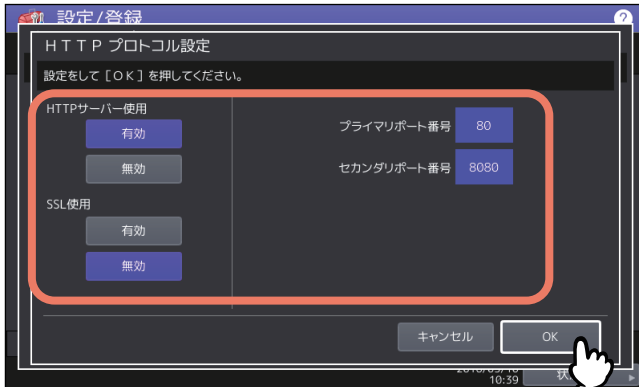 設定/登録
?
HTTP プロトコル設定
設定をして［OK］を押してください。
HTTPサーバー使用
有効
無効
SSL使用
有効
無効
プライマリポート番号 80
セカンダリポート番号 8080
キャンセル
OK
10:39